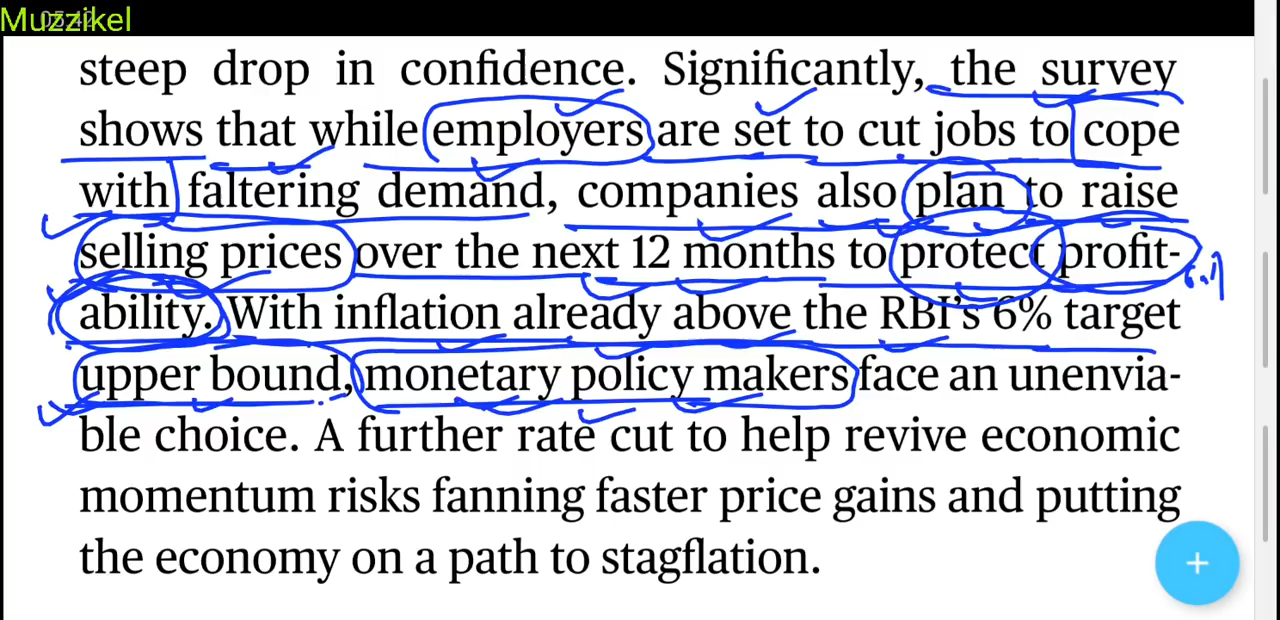 Muzzikel
05:42
steep drop in confidence. Significantly, the survey
shows that while employers are set to cut jobs to cope
with faltering demand, companies also plan to raise
selling prices over the next 12 months to protect profit-
ability. With inflation already above the RBI’s 6% target
upper bound, monetary policy makers face an unenvia-
ble choice. A further rate cut to help revive economic
momentum risks fanning faster price gains and putting
the economy on a path to stagflation.